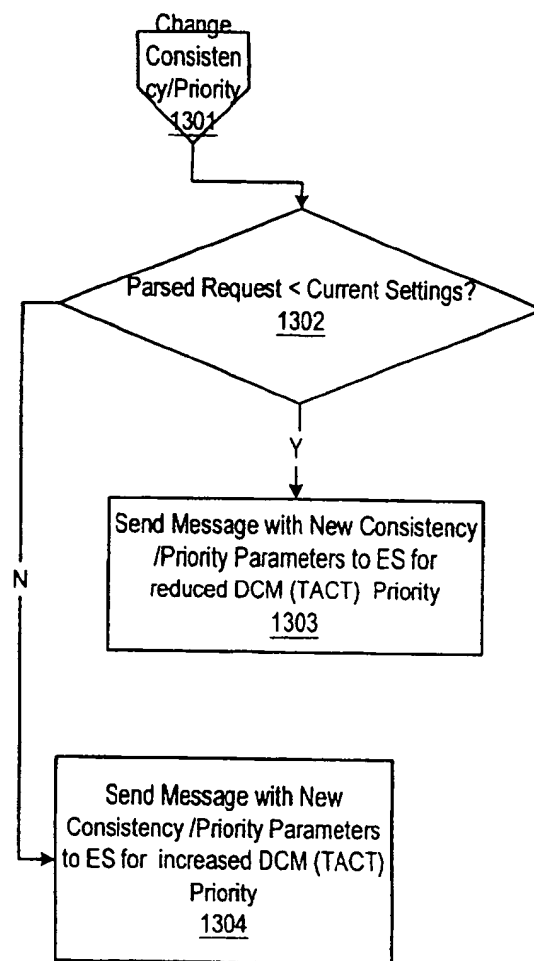 Change
Consisten
cy/Priority
1301
Parsed Request < Current Settings?
1302
Y
Send Message with New Consistency
/Priority Parameters to ES for
reduced DCM (TACT) Priority
1303
N
Send Message with New
Consistency /Priority Parameters
to ES for increased DCM (TACT)
Priority
1304